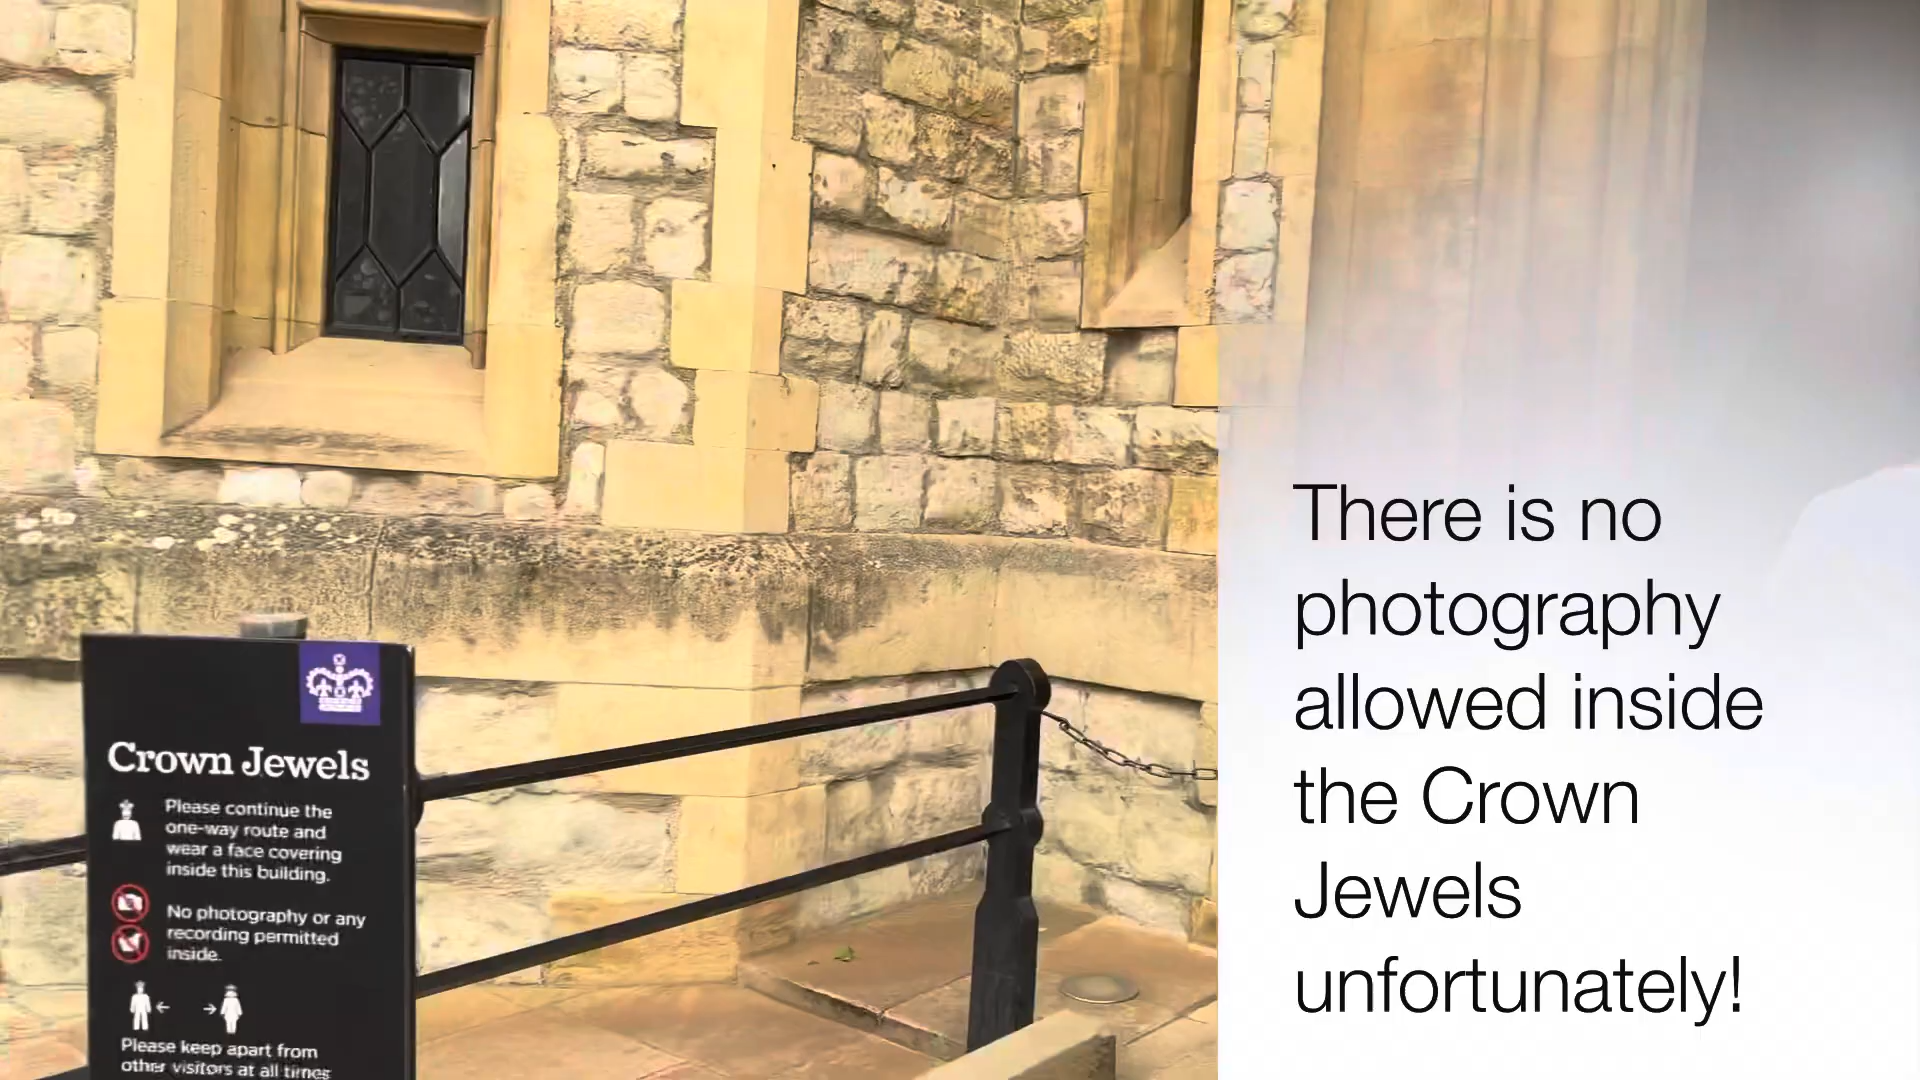 Crown Jewels
Please continue the
one-way route and
wear a face covering
inside this building.
No photography or any
recording permitted
inside.
Please keep apart from
other visitors at all times
There is no
photography
allowed inside
the Crown
Jewels
unfortunately!